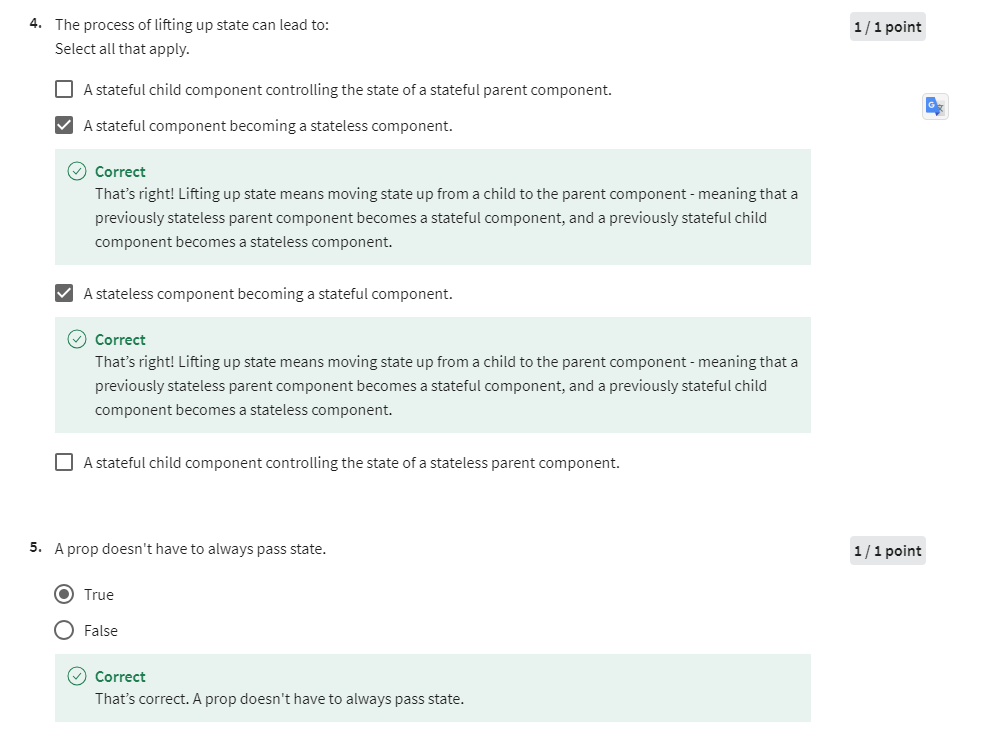 4. The process of lifting up state can lead to:
1 / 1 point
Select all that apply.
A stateful child component controlling the state of a stateful parent component.
A stateful component becoming a stateless component.
Correct
That’s right! Lifting up state means moving state up from a child to the parent component - meaning that a
previously stateless parent component becomes a stateful component, and a previously stateful child
component becomes a stateless component.
A stateless component becoming a stateful component.
Correct
That’s right! Lifting up state means moving state up from a child to the parent component - meaning that a
previously stateless parent component becomes a stateful component, and a previously stateful child
component becomes a stateless component.
A stateful child component controlling the state of a stateless parent component.
5. A prop doesn't have to always pass state.
1 / 1 point
True
False
Correct
That’s correct. A prop doesn't have to always pass state.